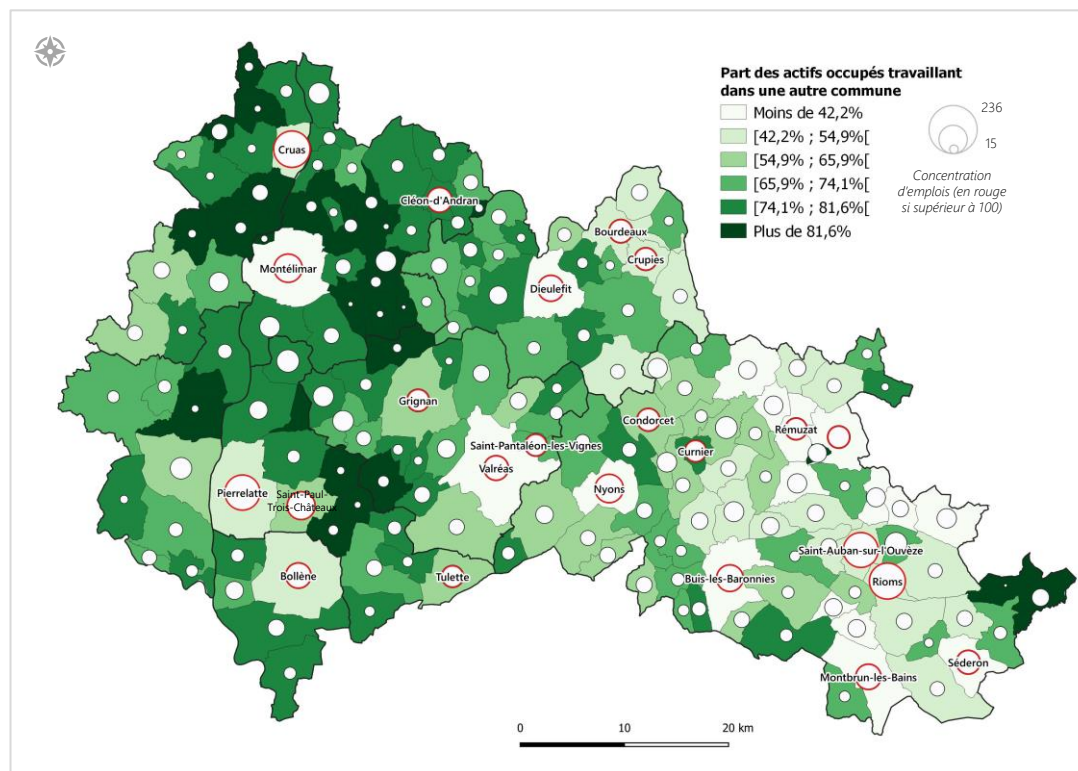 Part des actifs occupés travaillant
dans une autre commune
Moins de 42,2%
[42,2% ; 54,9%[
[54,9% ; 65,9%[
[65,9% ; 74,1%[
[74,1% ; 81,6%[
Plus de 81,6%
236
15
Concentration
d'emplois (en rouge
si supérieur à 100)
Cruas
Cléon-d'Andran
Bourdeaux
Crupies
Montélimar
Dieulefit
Grignan
Condorcet
Rémuzat
Saint-Pantaléon-les-Vignes
Curnier
Valréas
Pierrelatte
Saint-Paul-
Trois-Châteaux
Nyons
Saint-Auban-sur-l'Ouvèze
Bollène
Tulette
Buis-les-Baronnies
Rioms
Séderon
Montbrun-les-Bains
0
10
20 km